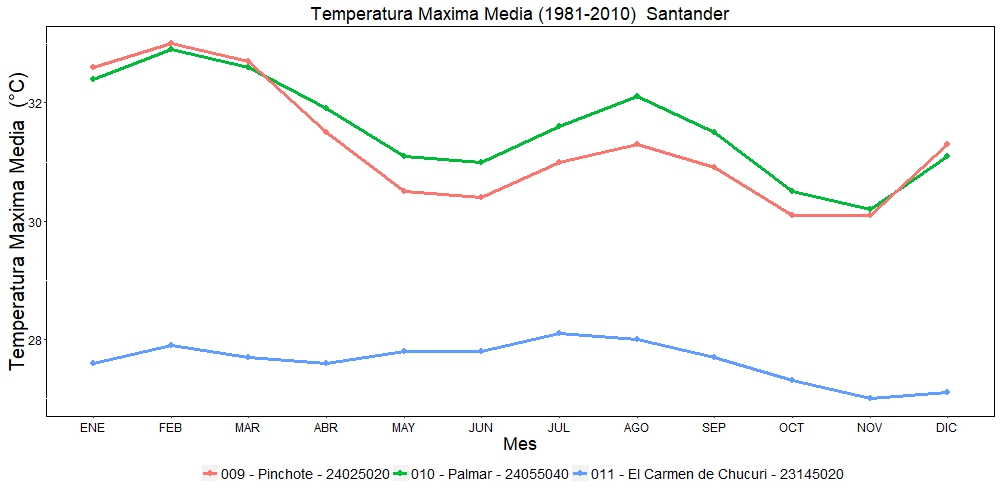 Temperatura Maxima Media (1981-2010)  Santander
Temperatura Maxima Media  (°C)
32
30
28
ENE FEB MAR ABR MAY JUN JUL AGO SEP OCT NOV DIC
Mes
009 - Pinchote - 24025020 010 - Palmar - 24055040 011 - El Carmen de Chucuri - 23145020